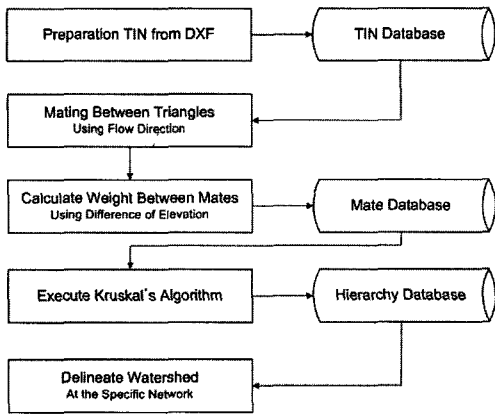 Preparation TIN from DXF
TIN Database
Mating Between Triangles
Using Flow Direction
Calculate Weight Between Mates
Using Difference of Elevation
Mate Database
Execute Kruskal's Algorithm
Hierarchy Database
Delineate Watershed
At the Specific Network